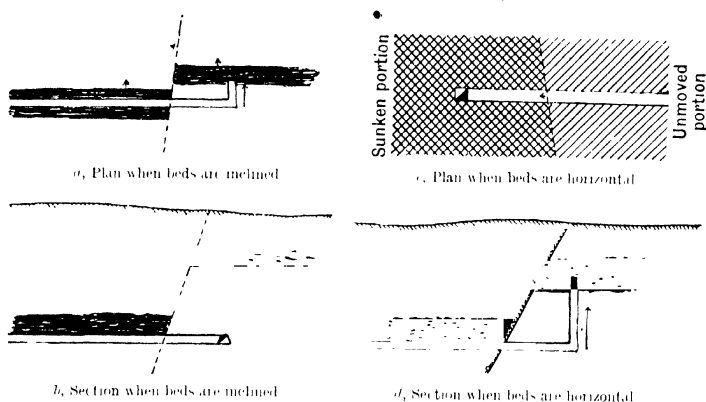 a, Plan when beds are inclined
Sunken portion
Unmoved portion
c, Plan when beds are horizontal
b, Section when beds are inclined
d, Section when beds are horizontal